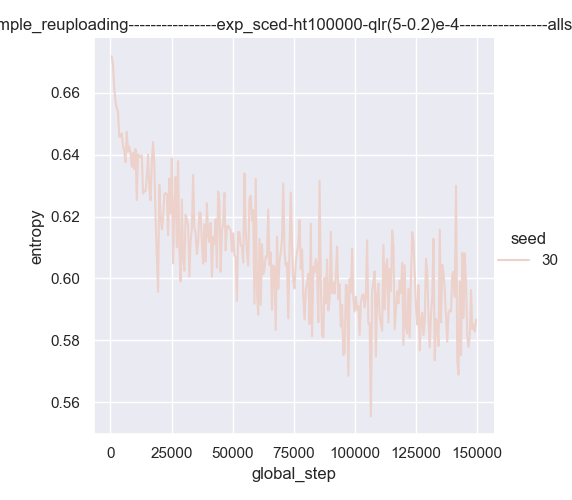 mple_reuploading----------------exp_sced-ht100000-qlr(5-0.2)e-4----------------alls
0.66
0.64
0.62
0.60
0.58
0.56
entropy
0 25000 50000 75000 100000 125000 150000
global_step
seed
30